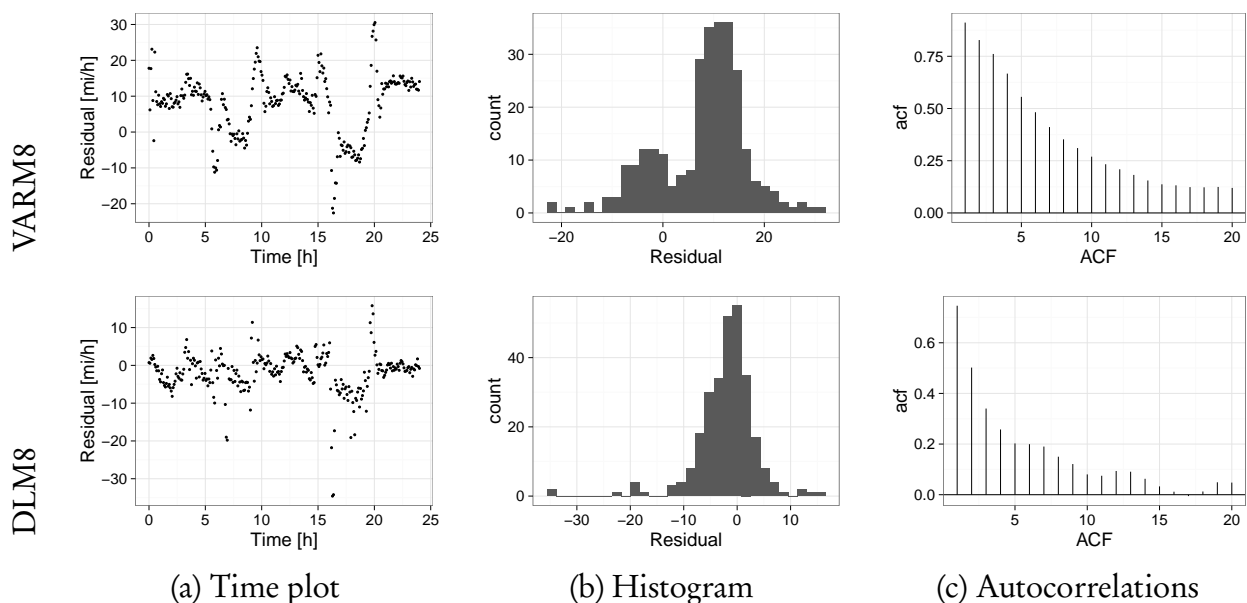 VARM8
Residual [mi/h]
30
20
10
0
−10
−20
0 5 10 15 20 25
Time [h]
count
30
20
10
0
−20 0 20
Residual
acf
0.75
0.50
0.25
0.00
5 10 15 20
ACF
DLM8
Residual [mi/h]
10
0
−10
−20
−30
0 5 10 15 20 25
Time [h]
count
40
20
0
−30 −20 −10 0 10
Residual
acf
0.6
0.4
0.2
0.0
5 10 15 20
ACF
(a) Time plot
(b) Histogram
(c) Autocorrelations